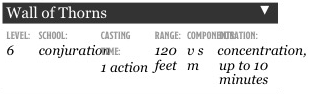 Wall of Thorns ▼
LEVEL: SCHOOL: CASTING TIME: RANGE: COMPONENTS: DURATION:
6 conjuration 1 action 120 feet v s m concentration, up to 10 minutes